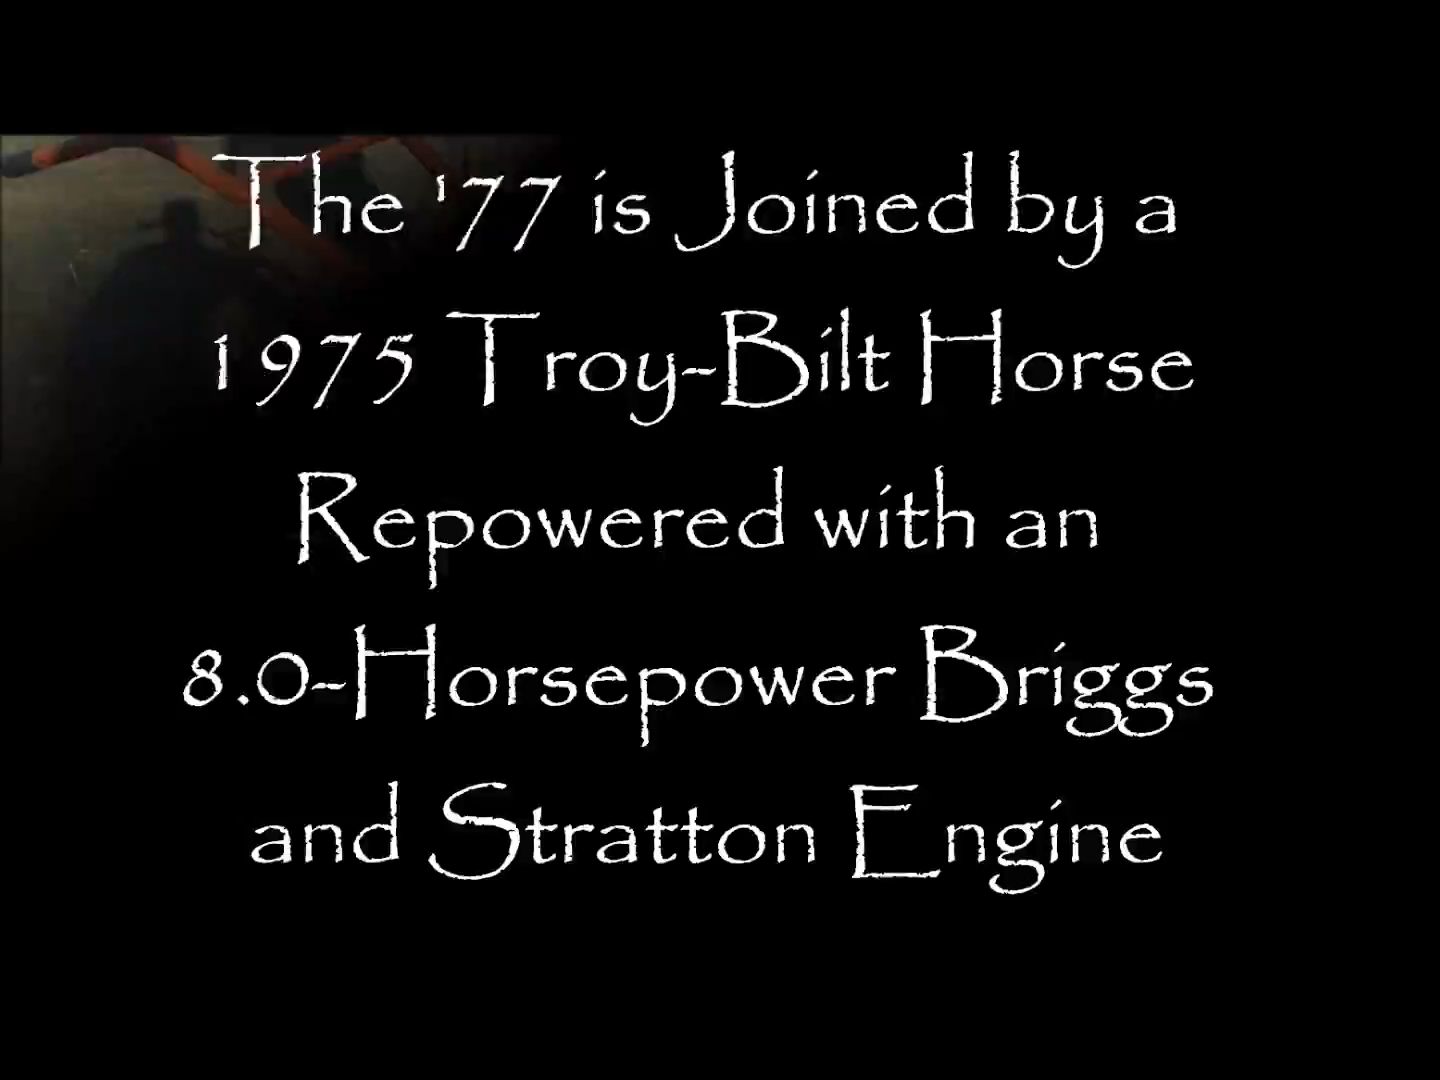 The '77 is Joined by a
1975 Troy-Bilt Horse
Repowered with an
8.0-Horsepower Briggs
and Stratton Engine